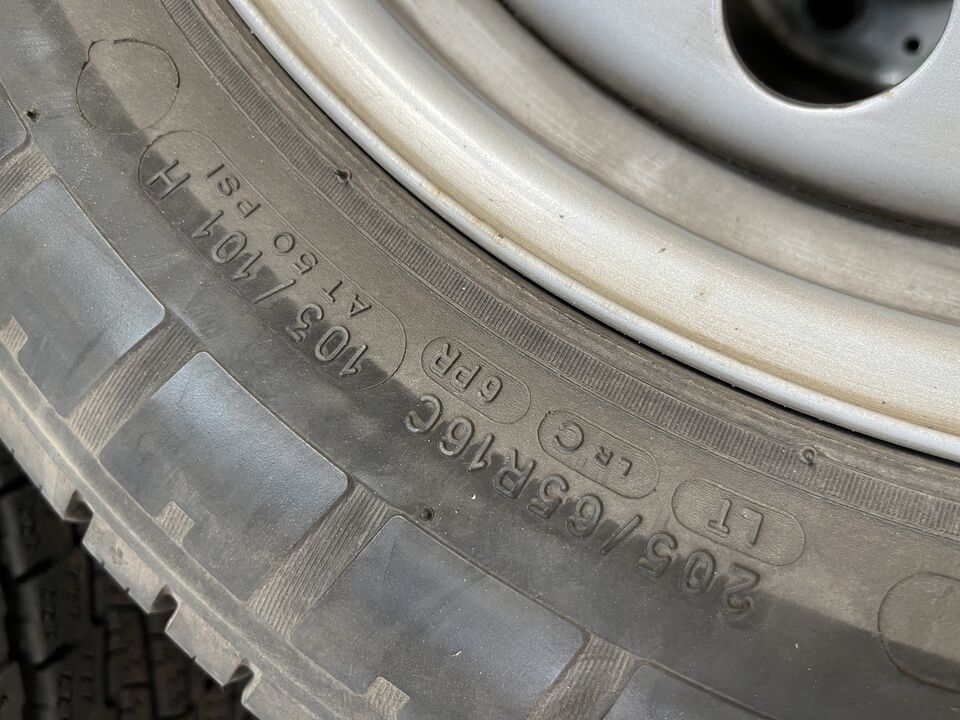 LT LRC 6PR
205/65R16C 103/101 H
AT 50 PSI